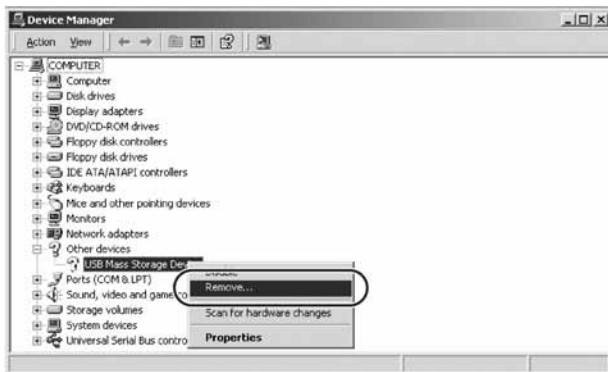 Device Manager
Action View
COMPUTER
Computer
Disk drives
Display adapters
DVD/CD-ROM drives
Floppy disk controllers
Floppy disk drives
IDE ATA/ATAPI controllers
Keyboards
Mice and other pointing devices
Monitors
Network adapters
Other devices
USB Mass Storage Dev
Ports (COM & LPT)
Remove...
Sound, video and game co
Storage volumes
Scan for hardware changes
System devices
Universal Serial Bus contro
Properties